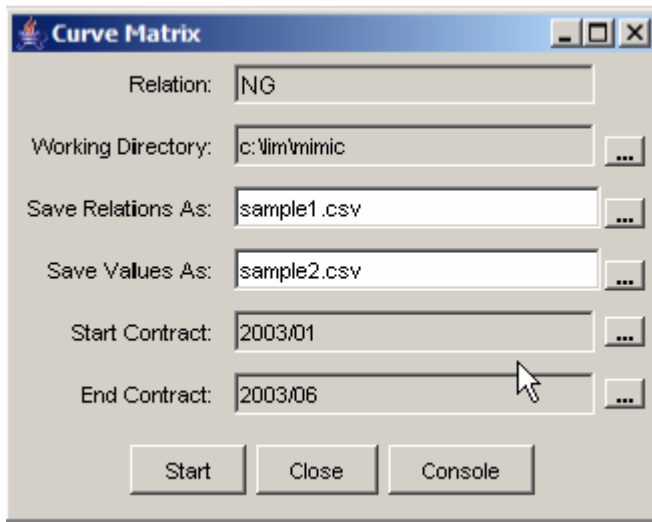 Curve Matrix
Relation: NG
Working Directory: c:\lim\mimic ...
Save Relations As: sample1.csv ...
Save Values As: sample2.csv ...
Start Contract: 2003/01 ...
End Contract: 2003/06 ...
Start Close Console